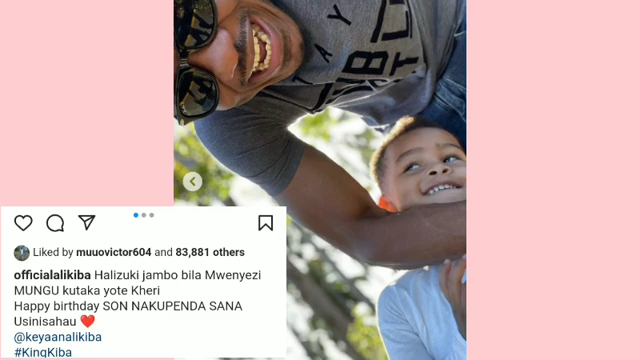 Liked by muuovictor604 and 83,881 others
officialalikiba Halizuki jambo bila Mwenyezi
MUNGU kutaka yote Kheri
Happy birthday SON NAKUPENDA SANA
Usinisahau ❤️
@keyaanalikiba
#KingKiba